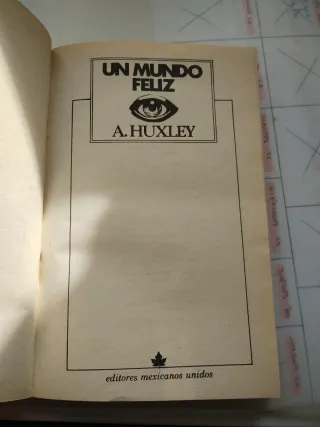 UN MUNDO
FELIZ
A. HUXLEY
editores mexicanos unidos